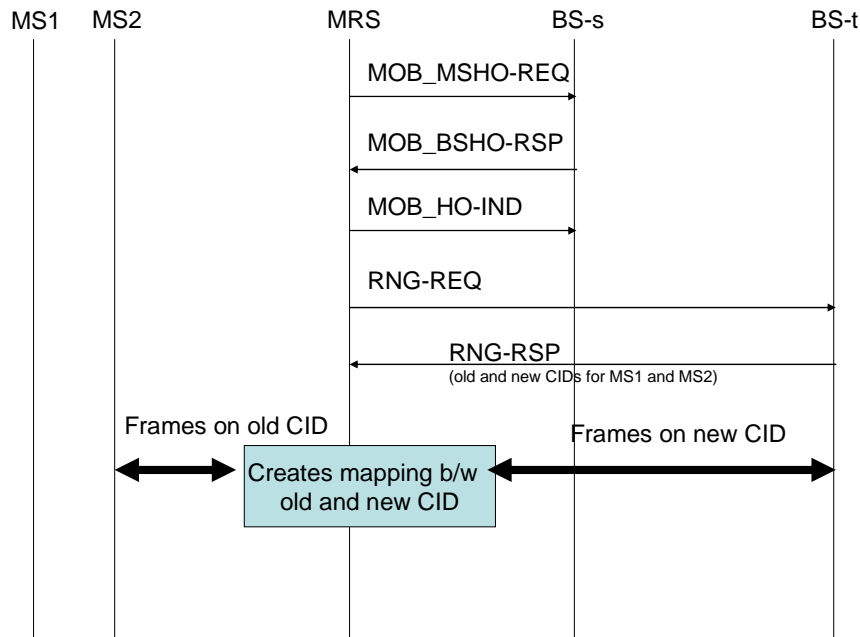 MS1 MS2 MRS BS-s BS-t
MOB_MSHO-REQ
MOB_BSHO-RSP
MOB_HO-IND
RNG-REQ
RNG-RSP
(old and new CIDs for MS1 and MS2)
Frames on old CID
Frames on new CID
Creates mapping b/w
old and new CID